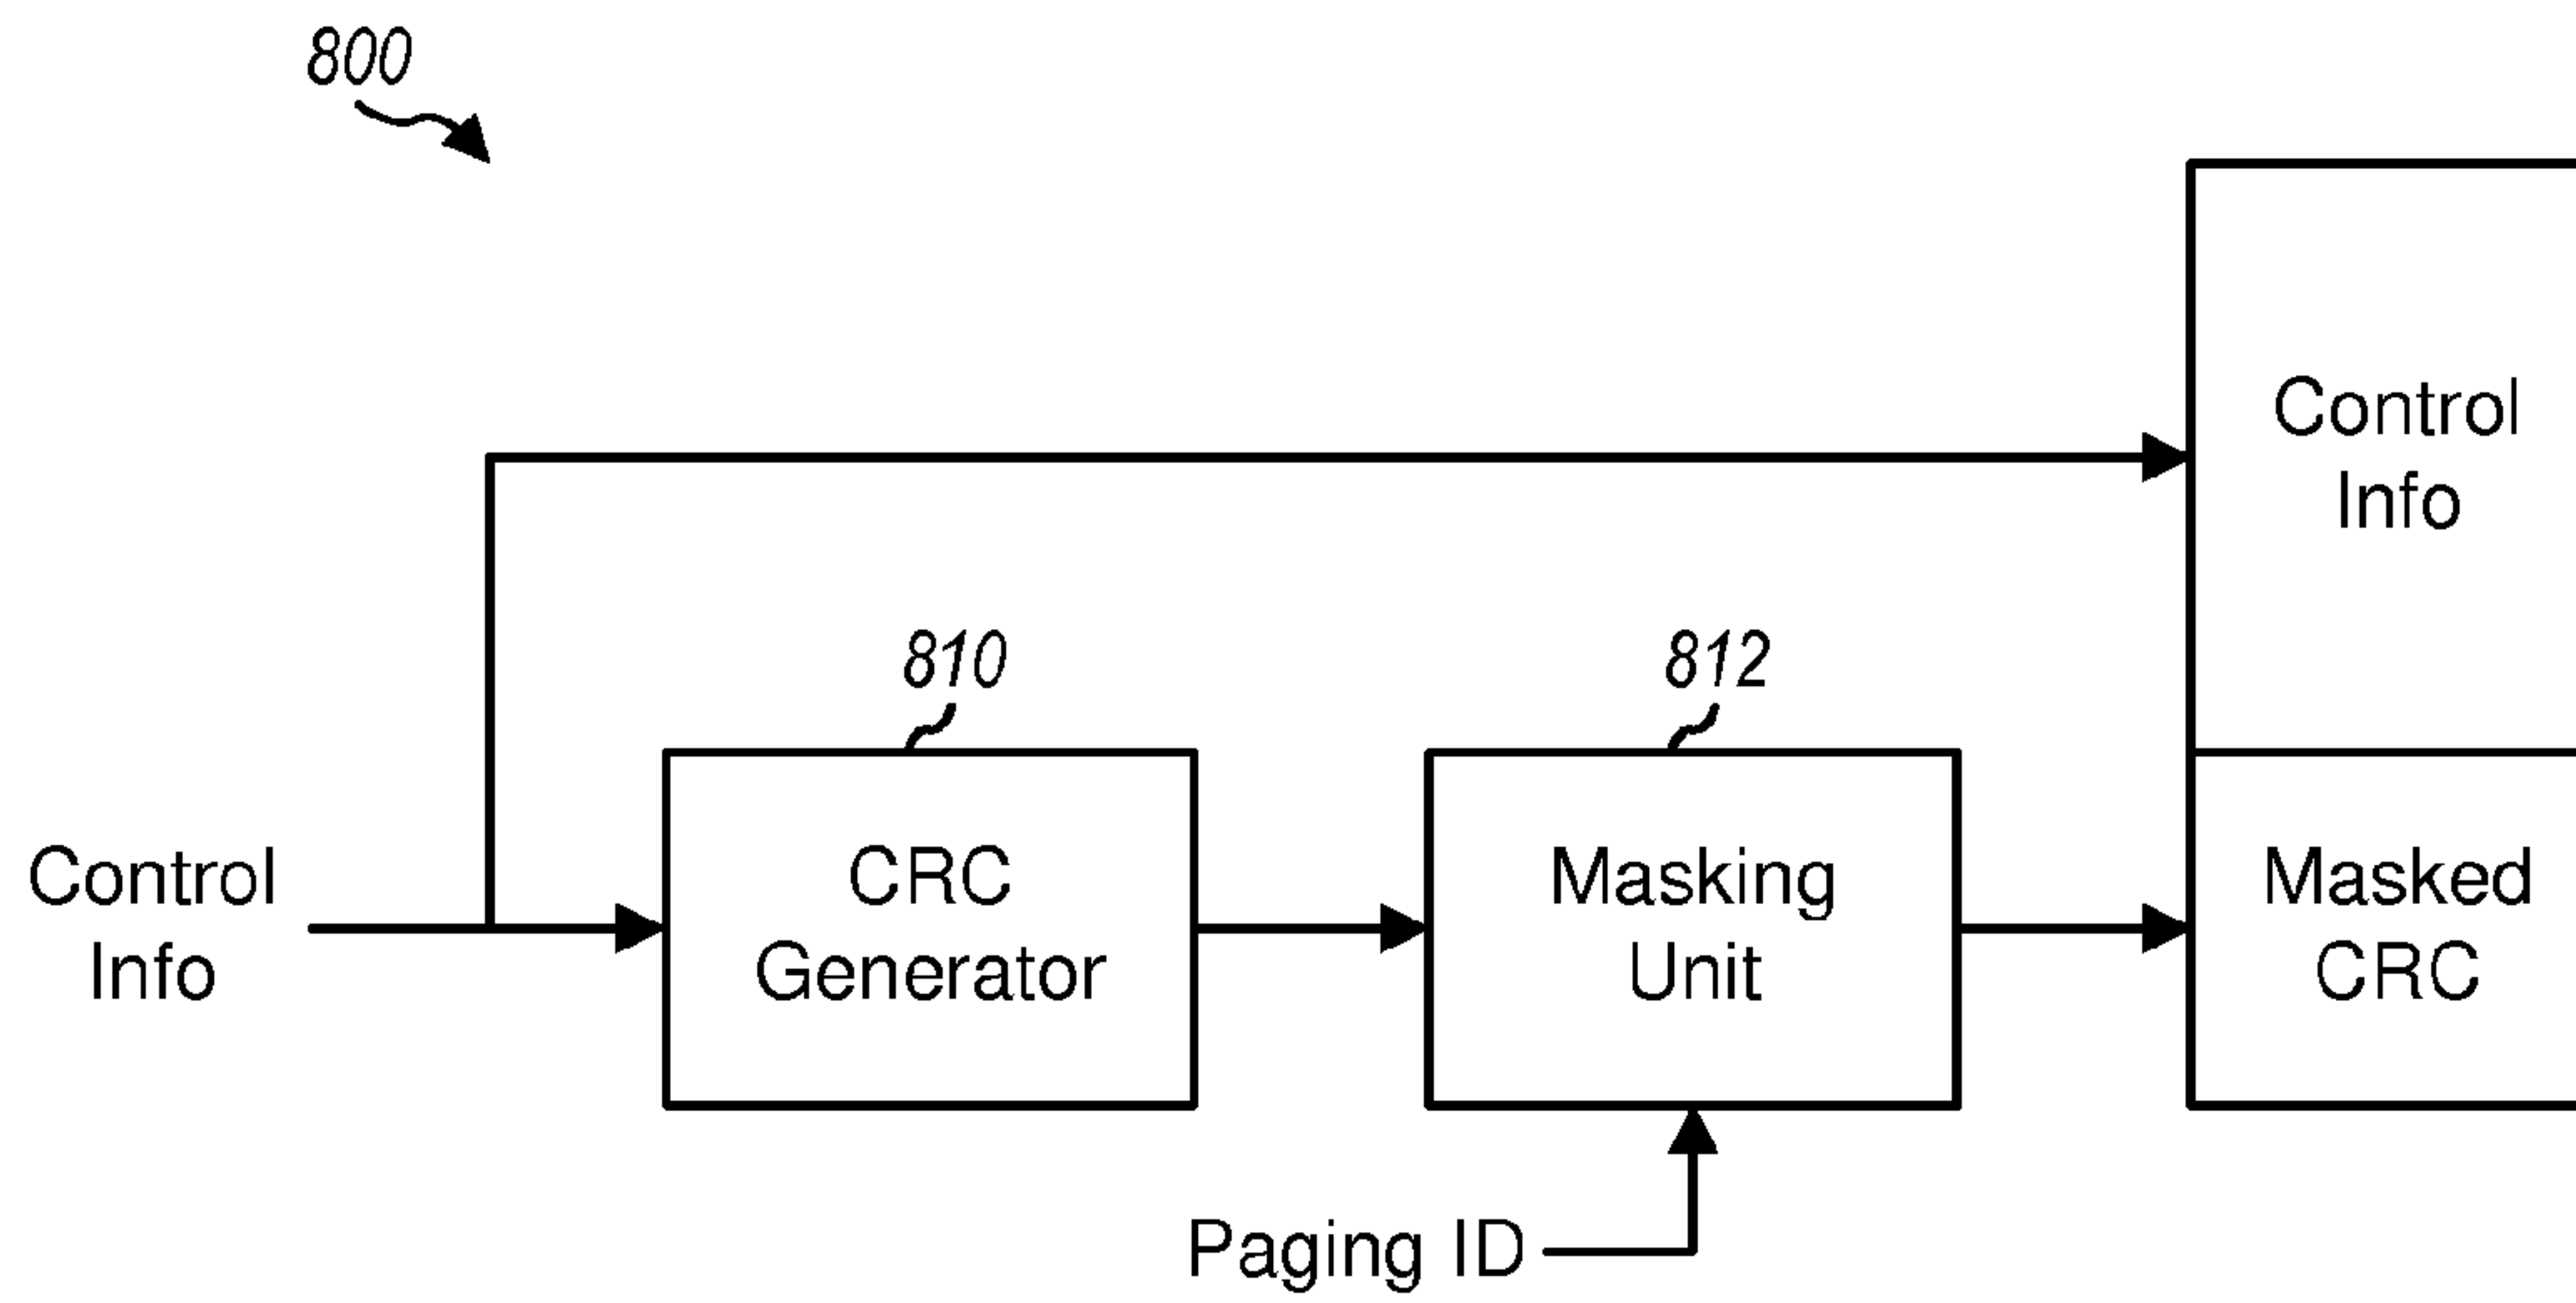 800
Control
Info
810
812
Control
Info
CRC
Generator
Masking
Unit
Masked
CRC
Paging ID